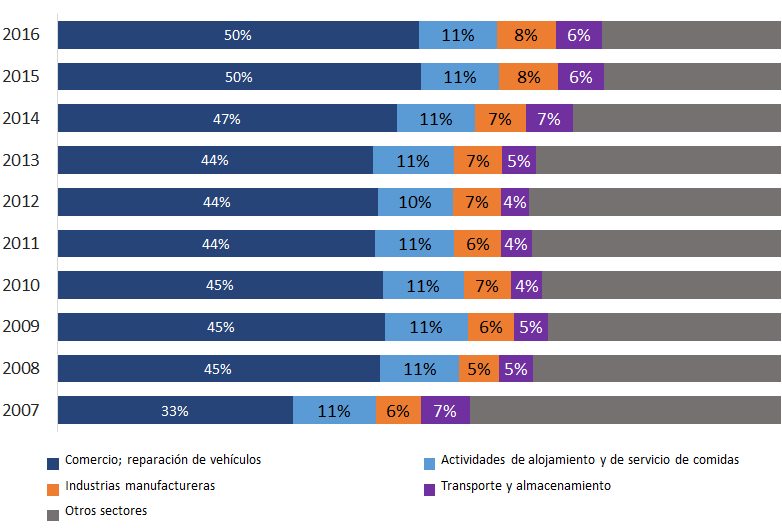 2016 50% 11% 8% 6%
2015 50% 11% 8% 6%
2014 47% 11% 7% 7%
2013 44% 11% 7% 5%
2012 44% 10% 7% 4%
2011 44% 11% 6% 4%
2010 45% 11% 7% 4%
2009 45% 11% 6% 5%
2008 45% 11% 5% 5%
2007 33% 11% 6% 7%
Comercio; reparación de vehículos
Actividades de alojamiento y de servicio de comidas
Industrias manufactureras
Transporte y almacenamiento
Otros sectores